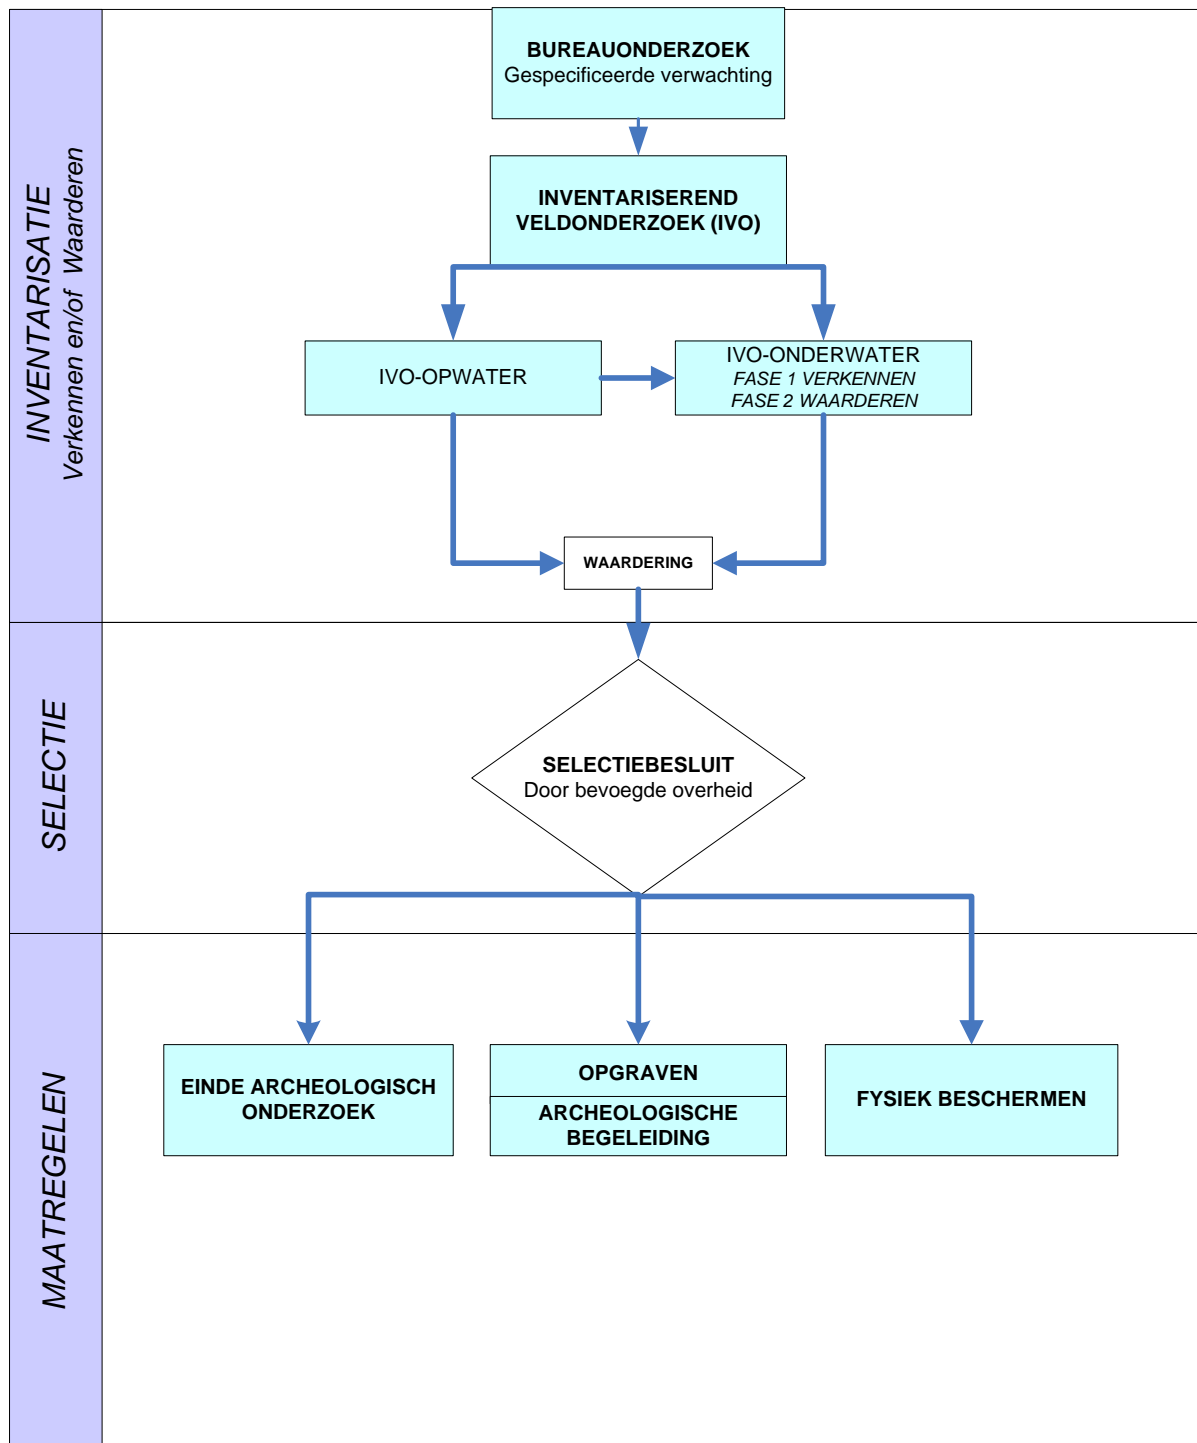 INVENTARISATIE
Verkennen en/of Waarderen
BUREAUONDERZOEK
Gespecificeerde verwachting
INVENTARISEREND
VELDONDERZOEK (IVO)
IVO-OPWATER
IVO-ONDERWATER
FASE 1 VERKENNEN
FASE 2 WAARDEREN
WAARDERING
SELECTIE
SELECTIEBESLUIT
Door bevoegde overheid
MAATREGELEN
EINDE ARCHEOLOGISCH
ONDERZOEK
OPGRAVEN
ARCHEOLOGISCHE
BEGELEIDING
FYSIEK BESCHERMEN